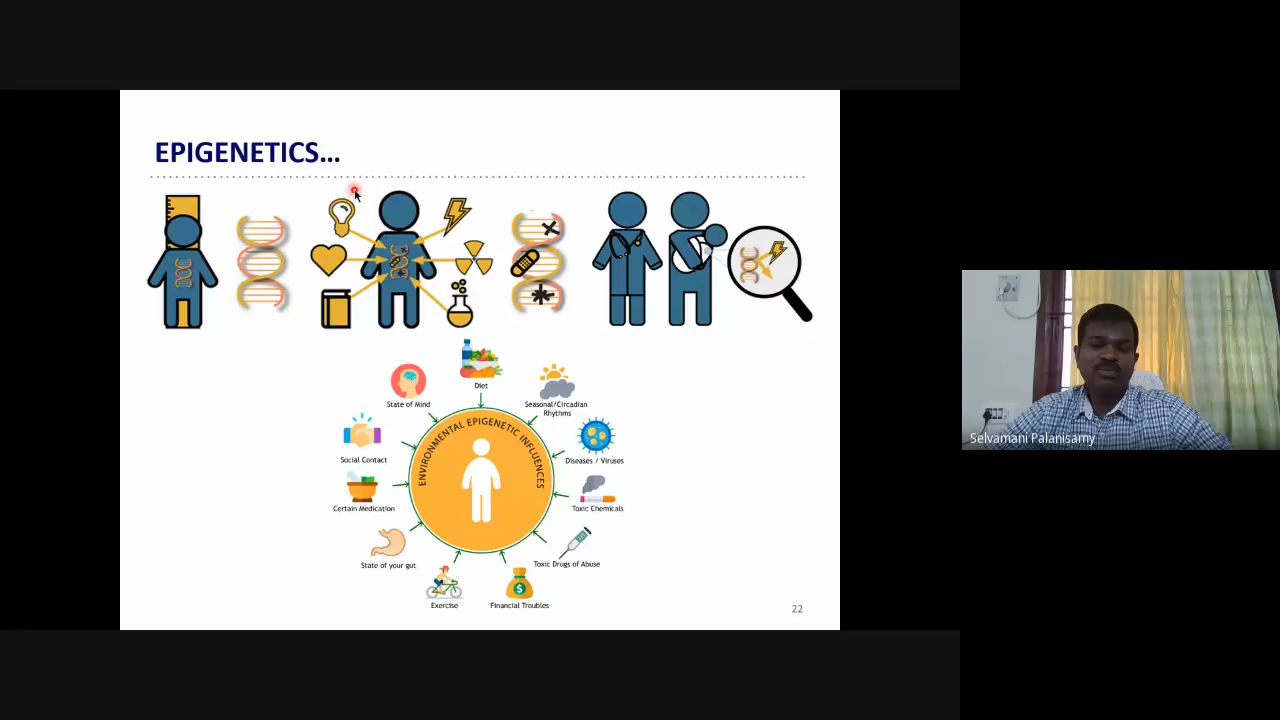 EPIGENETICS...
Diet
State of Mind
Seasonal/Circadian
Rhythms
ENVIRONMENTAL EPIGENETIC INFLUENCES
Social Contact
Diseases / Viruses
Certain Medication
Toxic Chemicals
State of your gut
Toxic Drugs of Abuse
Exercise
Financial Troubles
22
Selvamani Palanisamy